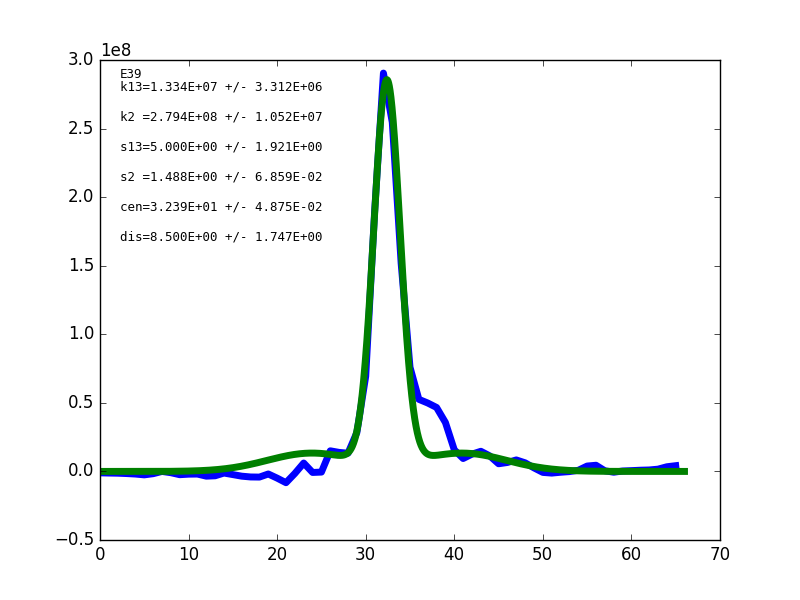 1e8
3.0
E39
k13=1.334E+07 +/- 3.312E+06
k2 =2.794E+08 +/- 1.052E+07
2.5
s13=5.000E+00 +/- 1.921E+00
s2 =1.488E+00 +/- 6.859E-02
2.0
cen=3.239E+01 +/- 4.875E-02
dis=8.500E+00 +/- 1.747E+00
1.5
1.0
0.5
0.0
−0.5
0 10 20 30 40 50 60 70